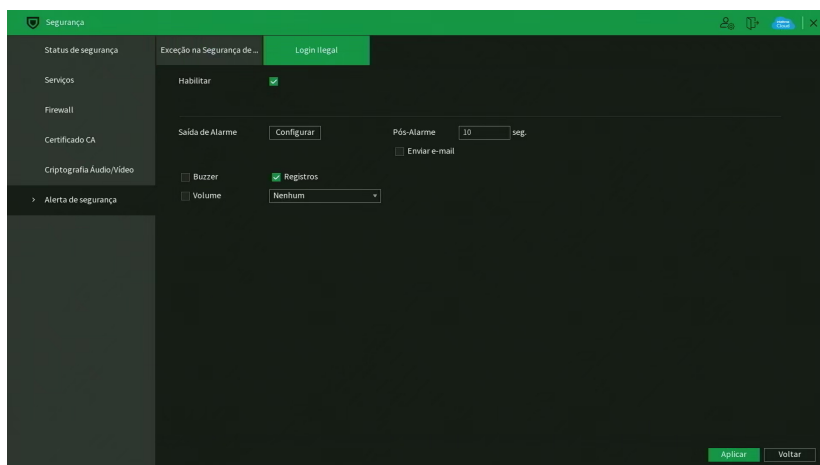 Segurança
Cloud
Status de segurança
Exceção na Segurança de ...
Login Ilegal
Serviços
Habilitar
Firewall
Certificado CA
Saída de Alarme
Configurar
Pós-Alarme
10
seg.
Enviar e-mail
Criptografia Áudio/Vídeo
Buzzer
Registros
Alerta de segurança
Volume
Nenhum
Aplicar
Voltar